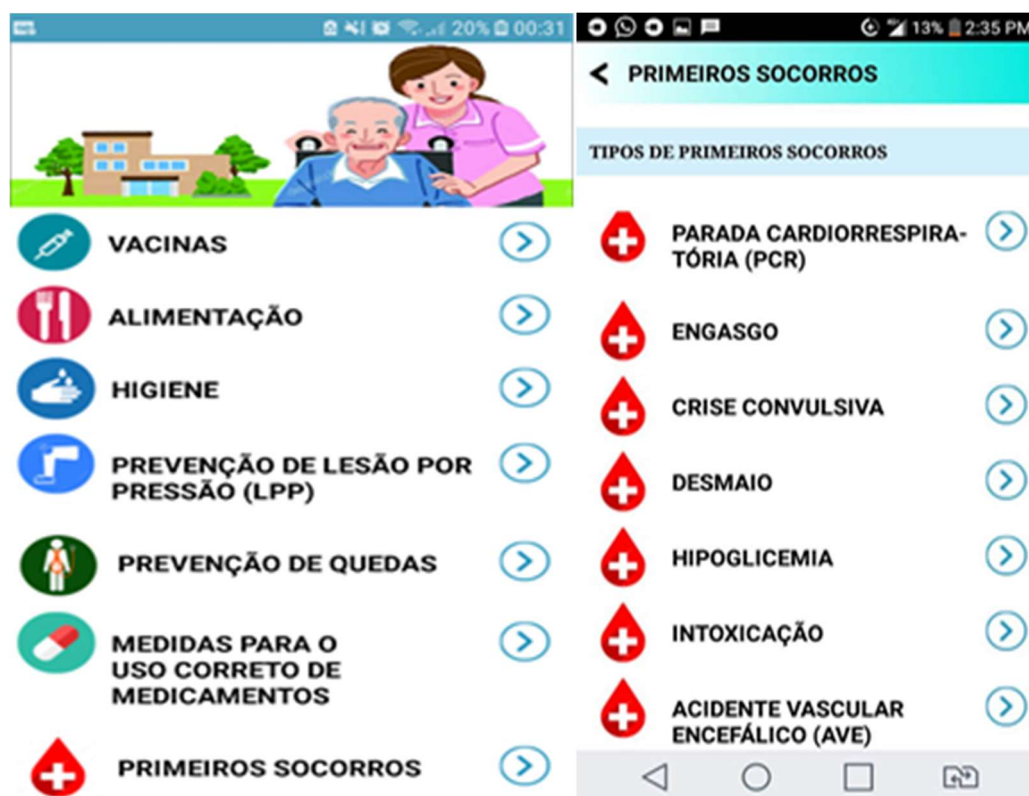 20% 00:31
VACINAS
ALIMENTAÇÃO
HIGIENE
PREVENÇÃO DE LESÃO POR
PRESSÃO (LPP)
PREVENÇÃO DE QUEDAS
MEDIDAS PARA O
USO CORRETO DE
MEDICAMENTOS
PRIMEIROS SOCORROS
13% 2:35 PM
PRIMEIROS SOCORROS
TIPOS DE PRIMEIROS SOCORROS
PARADA CARDIORRESPIRA-
TÓRIA (PCR)
ENGASGO
CRISE CONVULSIVA
DESMAIO
HIPOGLICEMIA
INTOXICAÇÃO
ACIDENTE VASCULAR
ENCEFÁLICO (AVE)